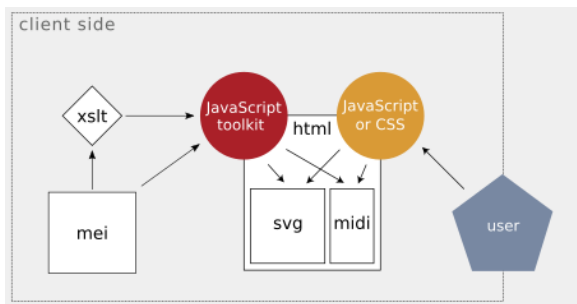 client side
JavaScript
toolkit
JavaScript
or CSS
xslt
html
mei
svg
midi
user